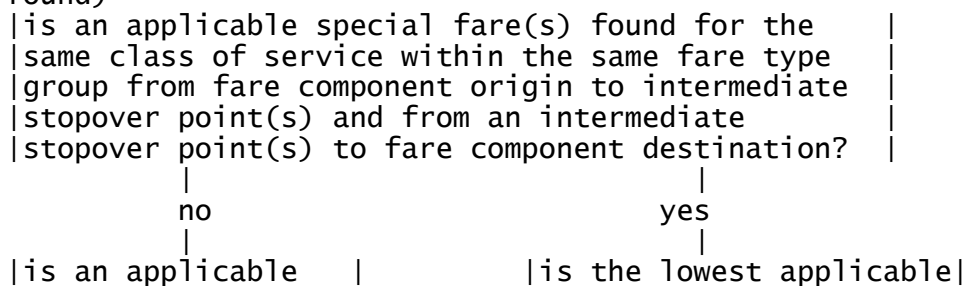 round)
|is an applicable special fare(s) found for the |
|same class of service within the same fare type |
|group from fare component origin to intermediate |
|stopover point(s) and from an intermediate |
|stopover point(s) to fare component destination? |
| |
no yes
| |
|is an applicable | |is the lowest applicable|